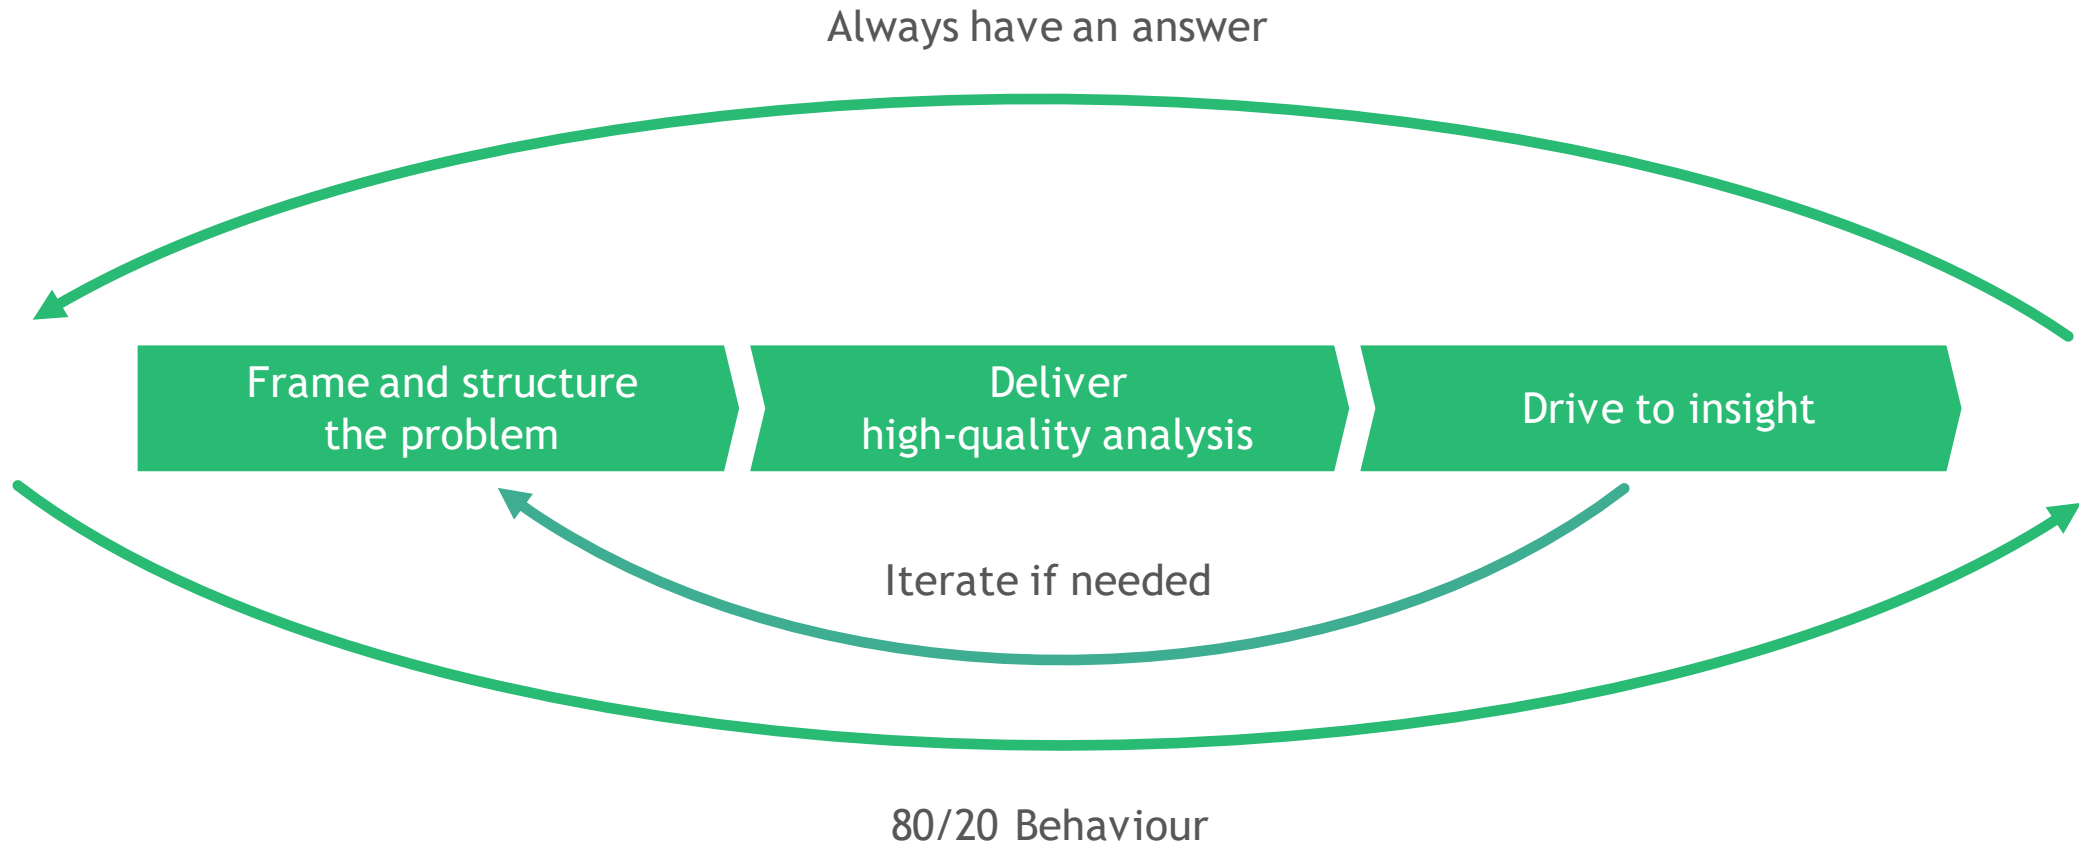 Always have an answer
Frame and structure
the problem
Deliver
high-quality analysis
Drive to insight
Iterate if needed
80/20 Behaviour